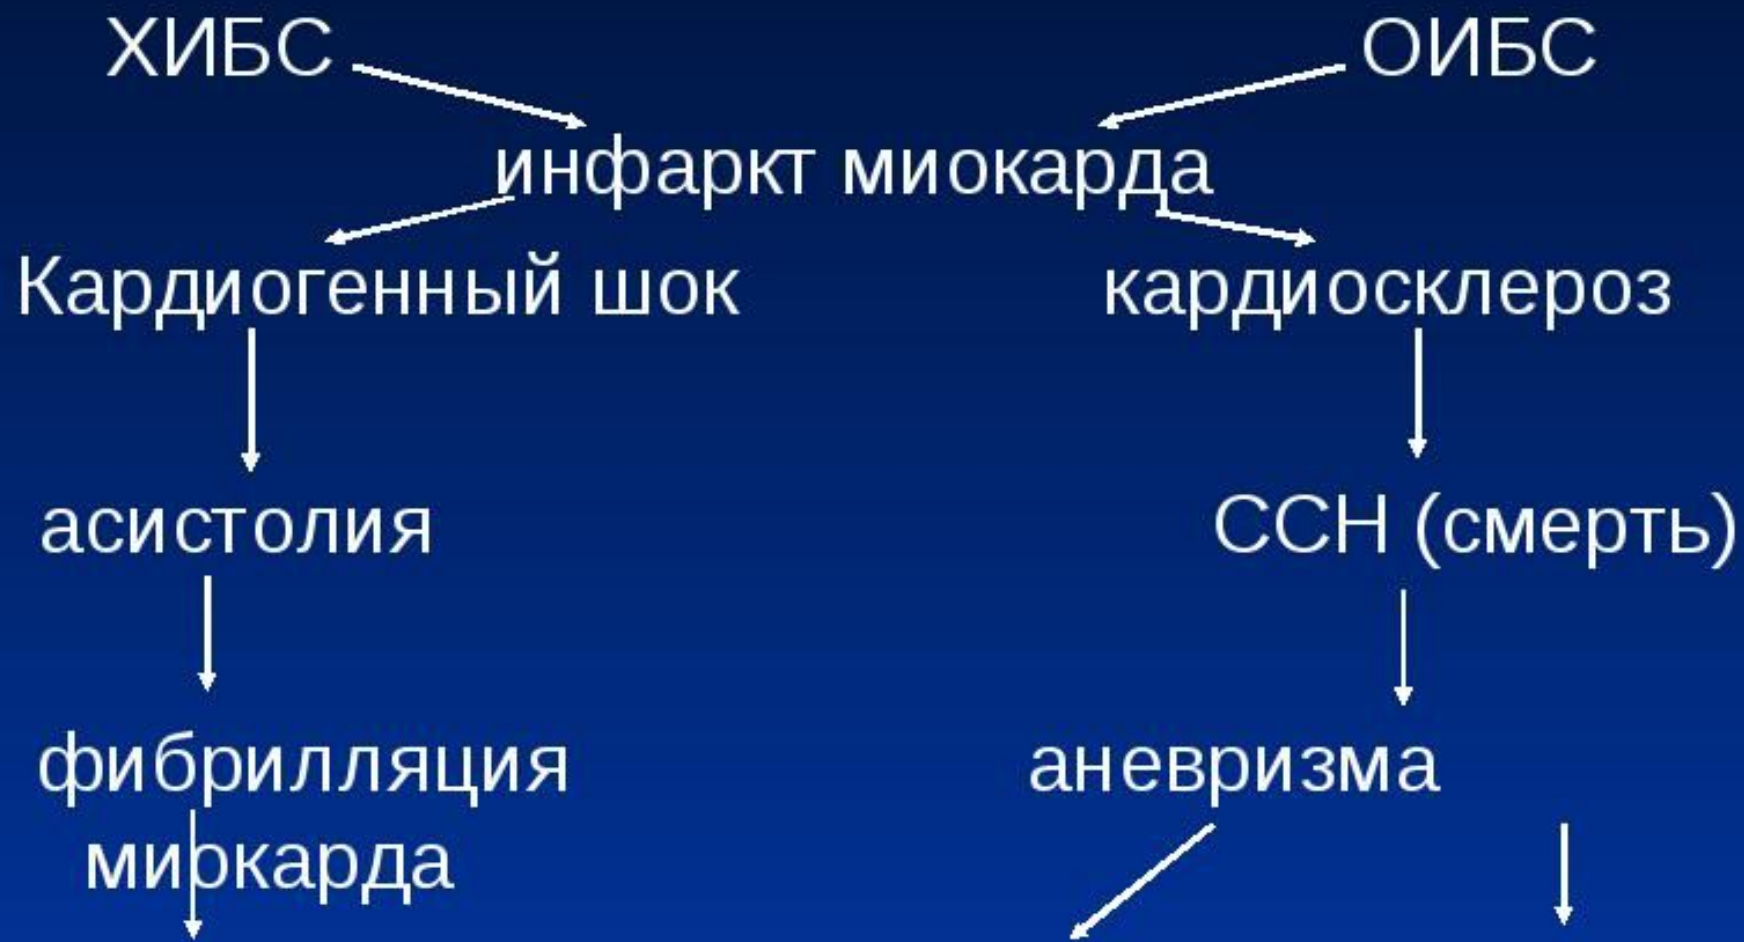 ХИБС ОИБС
инфаркт миокарда
Кардиогенный шок кардиосклероз
асистолия ССН (смерть)
фибрилляция аневризма
миокарда